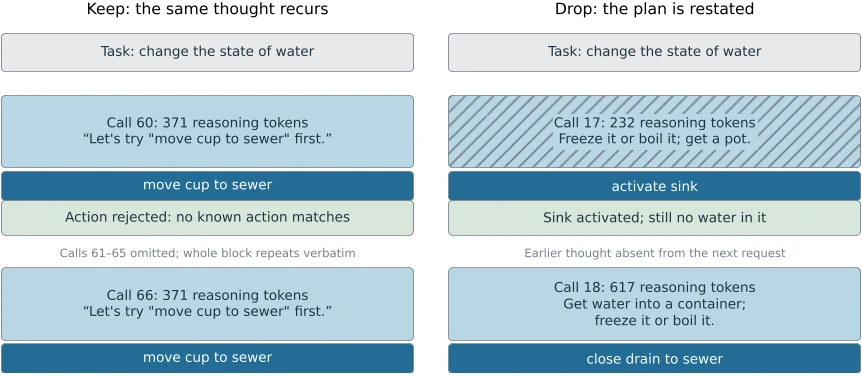 Keep: the same thought recurs
Task: change the state of water
Call 60: 371 reasoning tokens
“Let's try "move cup to sewer" first.”
move cup to sewer
Action rejected: no known action matches
Calls 61–65 omitted; whole block repeats verbatim
Call 66: 371 reasoning tokens
“Let's try "move cup to sewer" first.”
move cup to sewer
Drop: the plan is restated
Task: change the state of water
Call 17: 232 reasoning tokens
Freeze it or boil it; get a pot.
activate sink
Sink activated; still no water in it
Earlier thought absent from the next request
Call 18: 617 reasoning tokens
Get water into a container;
freeze it or boil it.
close drain to sewer